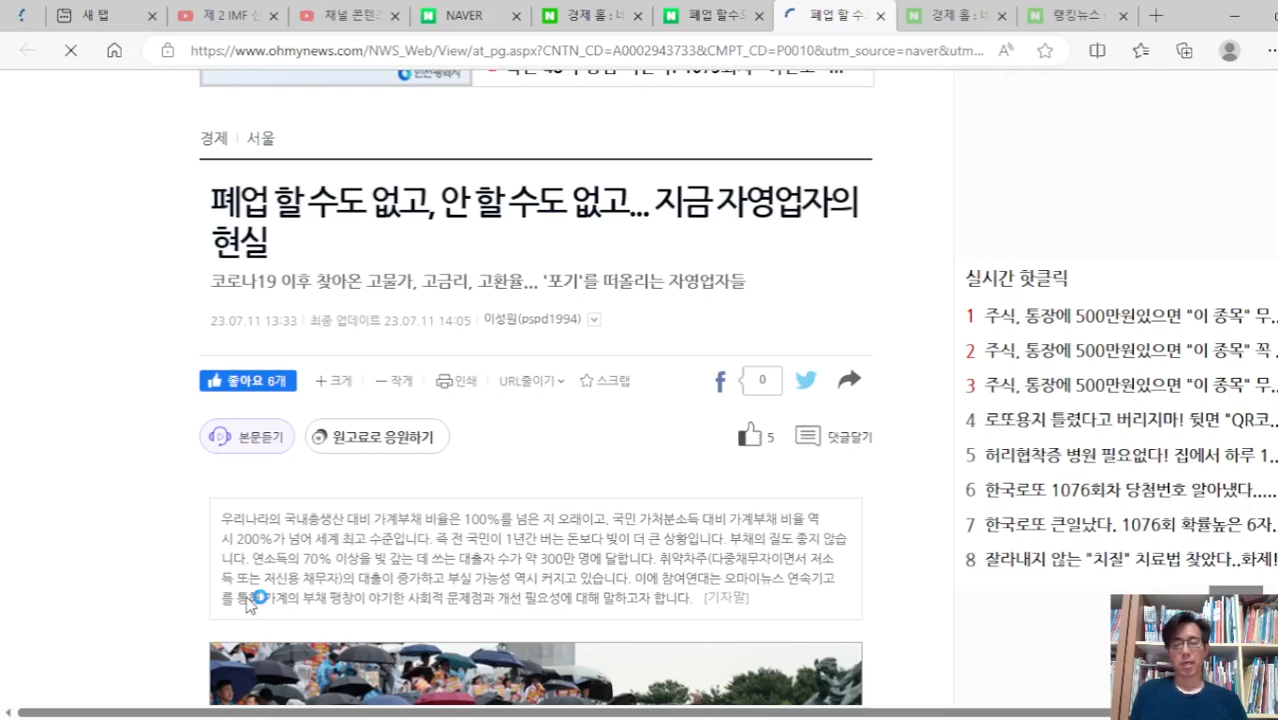 새 탭
제 2 IMF
채널 콘텐
NAVER
경제 홈 : 네
폐업 할수도
폐업 할 수
경제 홈 : 네
랭킹뉴스 :
https://www.ohmynews.com/NWS_Web/View/at_pg.aspx?CNTN_CD=A0002943733&CMPT_CD=P0010&utm_source=naver&utm...
인천광역시
경제 | 서울
폐업 할 수도 없고, 안 할 수도 없고... 지금 자영업자의
현실
코로나19 이후 찾아온 고물가, 고금리, 고환율... '포기'를 떠올리는 자영업자들
23.07.11 13:33 | 최종 업데이트 23.07.11 14:05 | 이성원(pspd1994)
좋아요 6개
+ 크게
− 작게
인쇄
URL줄이기
스크랩
0
본문듣기
원고료로 응원하기
5
댓글달기
우리나라의 국내총생산 대비 가계부채 비율은 100%를 넘은 지 오래이고, 국민 가처분소득 대비 가계부채 비율 역
시 200%가 넘어 세계 최고 수준입니다. 즉 전 국민이 1년간 버는 돈보다 빚이 더 큰 상황입니다. 부채의 질도 좋지 않습
니다. 연소득의 70% 이상을 빚 갚는 데 쓰는 대출자 수가 약 300만 명에 달합니다. 취약차주(다중채무자이면서 저소
득 또는 저신용 채무자)의 대출이 증가하고 부실 가능성 역시 커지고 있습니다. 이에 참여연대는 오마이뉴스 연속기고
를 통해 가계의 부채 팽창이 야기한 사회적 문제점과 개선 필요성에 대해 말하고자 합니다. [기자말]
실시간 핫클릭
1 주식, 통장에 500만원있으면 "이 종목" 무..
2 주식, 통장에 500만원있으면 "이 종목" 꼭
3 주식, 통장에 500만원있으면 "이 종목" 무..
4 로또용지 틀렸다고 버리지마! 뒷면 "QR코..
5 허리협착증 병원 필요없다! 집에서 하루 1..
6 한국로또 1076회차 당첨번호 알아냈다.....
7 한국로또 큰일났다. 1076회 확률높은 6자.
8 잘라내지 않는 "치질" 치료법 찾았다..화제!